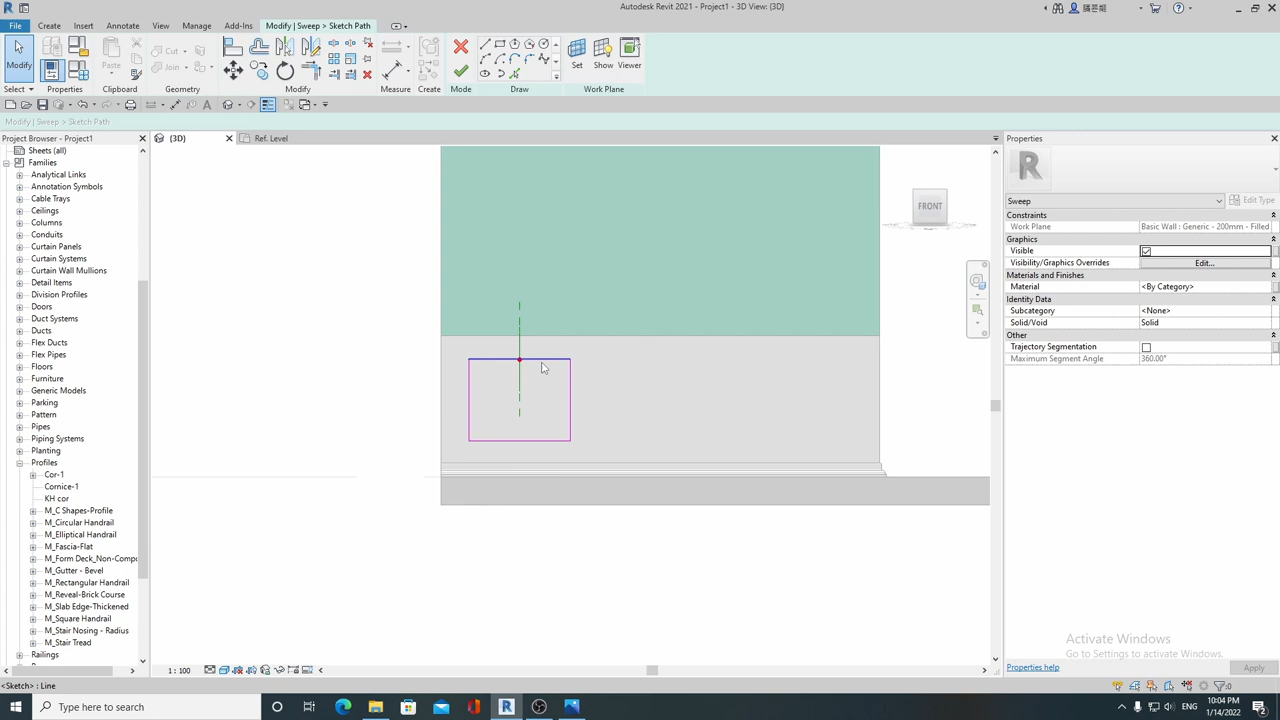 Autodesk Revit 2021 - Project1 - 3D View: {3D}
File
Create
Insert
Annotate
View
Manage
Add-Ins
Modify | Sweep > Sketch Path
Modify
Paste
Cut
Join
Set
Show
Viewer
Select
Properties
Clipboard
Geometry
Modify
Measure
Create
Mode
Draw
Work Plane
Modify | Sweep > Sketch Path
Project Browser - Project1
Sheets (all)
Families
Analytical Links
Annotation Symbols
Cable Trays
Ceilings
Columns
Conduits
Curtain Panels
Curtain Systems
Curtain Wall Mullions
Detail Items
Division Profiles
Doors
Duct Systems
Ducts
Flex Ducts
Flex Pipes
Floors
Furniture
Generic Models
Parking
Pattern
Pipes
Piping Systems
Planting
Profiles
Cor-1
Cornice-1
KH cor
M_C Shapes-Profile
M_Circular Handrail
M_Elliptical Handrail
M_Fascia-Flat
M_Form Deck_Non-Compo
M_Gutter - Bevel
M_Rectangular Handrail
M_Reveal-Brick Course
M_Slab Edge-Thickened
M_Square Handrail
M_Stair Nosing - Radius
M_Stair Tread
Railings
(3D)
Ref. Level
FRONT
1 : 100
Properties
Sweep
Edit Type
Constraints
Work Plane
Basic Wall : Generic - 200mm - Filled
Graphics
Visible
Visibility/Graphics Overrides
Edit...
Materials and Finishes
Material
<By Category>
Identity Data
Subcategory
<None>
Solid/Void
Solid
Other
Trajectory Segmentation
Maximum Segment Angle
360.00°
Activate Windows
Go to Settings to activate Windows.
Properties help
Apply
<Sketch> : Line
:0
Type here to search
10:04 PM
1/14/2022